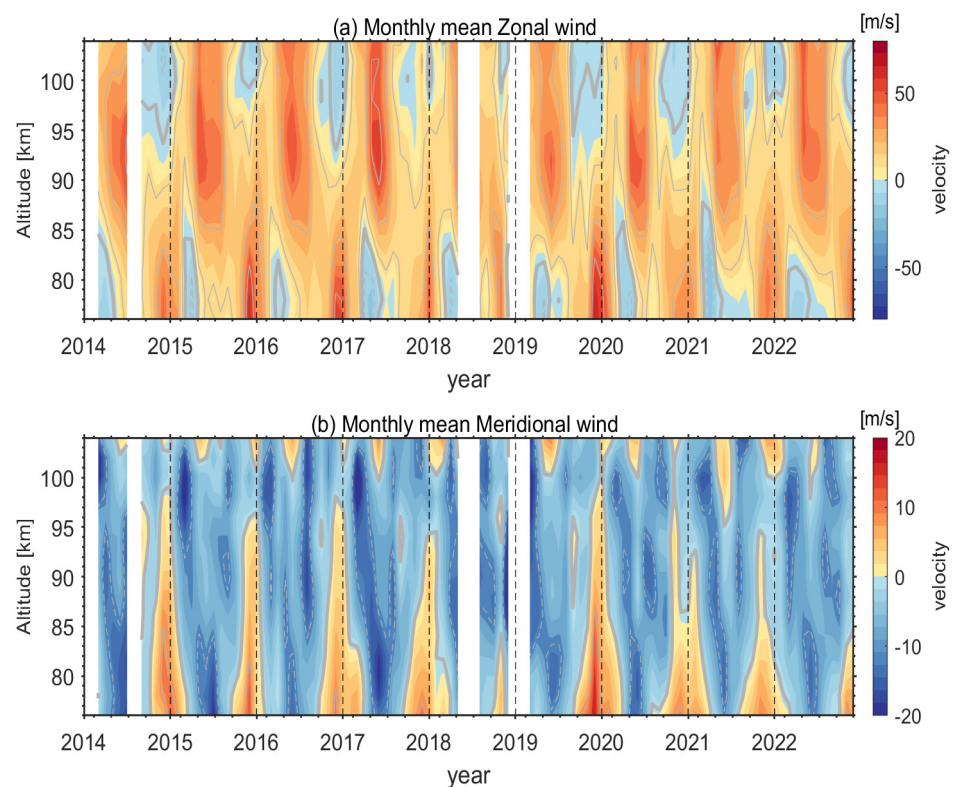 (a) Monthly mean Zonal wind
[m/s]
100
95
90
85
80
Altitude [km]
50
0
-50
velocity
2014 2015 2016 2017 2018 2019 2020 2021 2022
year
(b) Monthly mean Meridional wind
[m/s]
100
95
90
85
80
Altitude [km]
20
10
0
-10
-20
velocity
2014 2015 2016 2017 2018 2019 2020 2021 2022
year